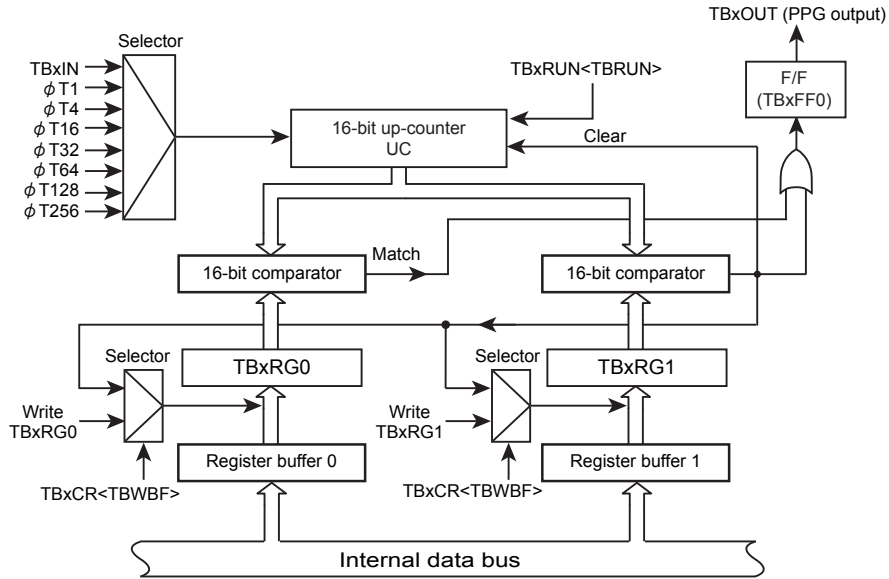 TBxOUT (PPG output)
Selector
TBxIN
ϕT1
ϕT4
ϕT16
ϕT32
ϕT64
ϕT128
ϕT256
TBxRUN<TBRUN>
F/F
(TBxFF0)
16-bit up-counter
UC
Clear
16-bit comparator
Match
16-bit comparator
Selector
TBxRG0
Selector
TBxRG1
Write
TBxRG0
Write
TBxRG1
Register buffer 0
Register buffer 1
TBxCR<TBWBF>
TBxCR<TBWBF>
Internal data bus